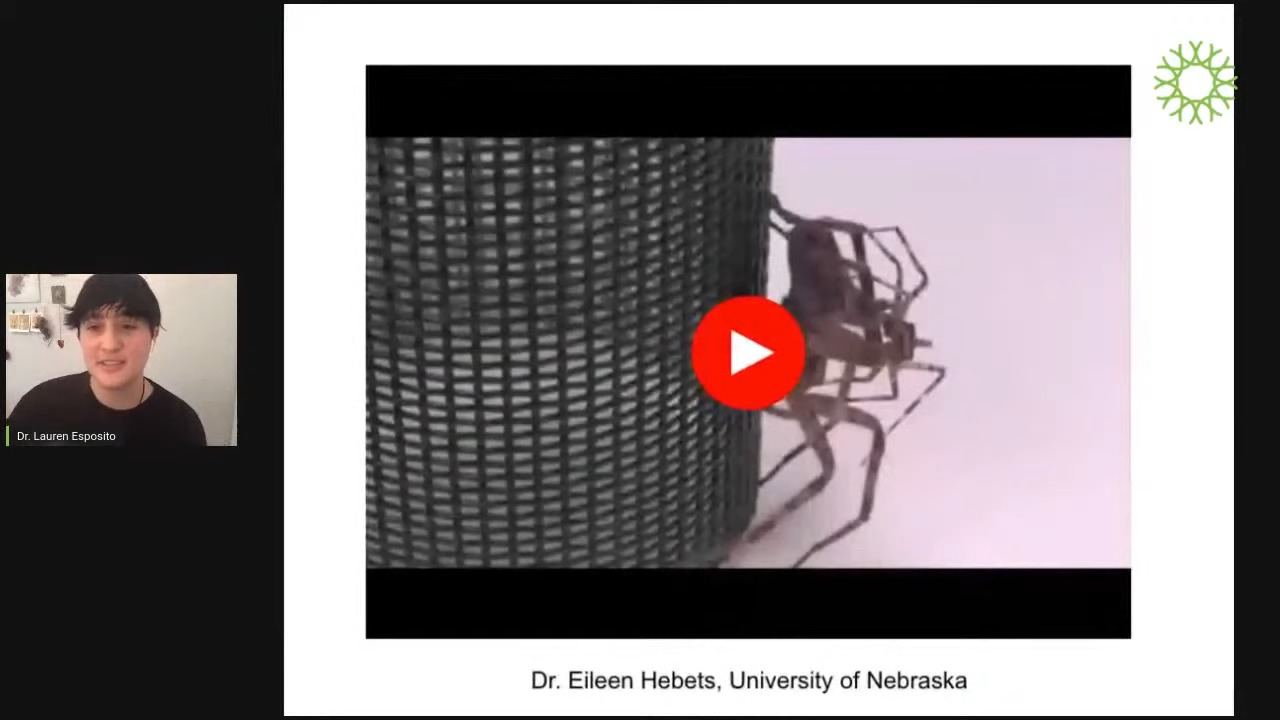 Dr. Lauren Esposito
Dr. Eileen Hebets, University of Nebraska